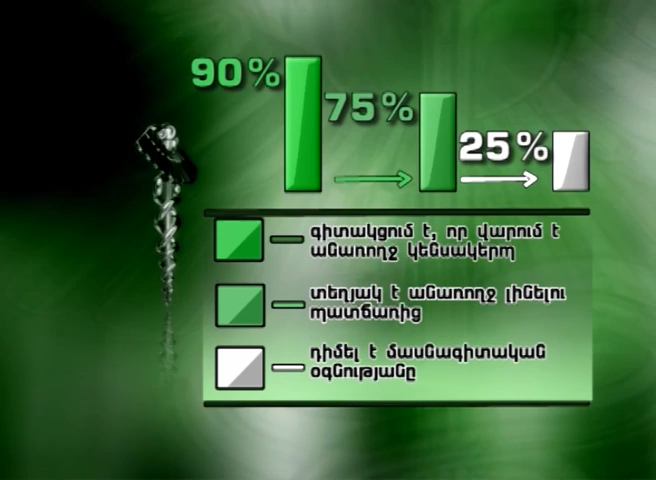 90%
75%
25%
գիտակցում է, որ վարում է
անառողջ կենսակերպ
տեղյակ է անառողջ լինելու
պատճառից
դիմել է մասնագիտական
օգնությանը